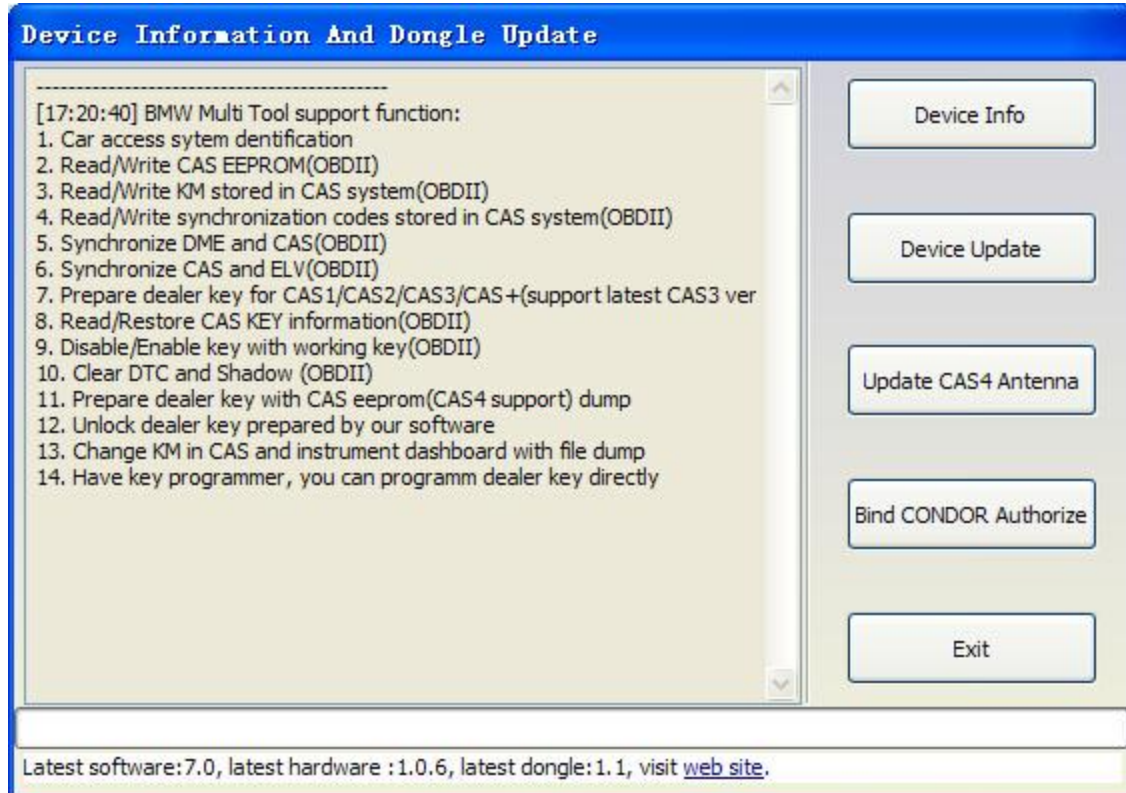 Device Information And Dongle Update
---------------------------------------------
[17:20:40] BMW Multi Tool support function:
1. Car access sytem dentification
2. Read/Write CAS EEPROM(OBDII)
3. Read/Write KM stored in CAS system(OBDII)
4. Read/Write synchronization codes stored in CAS system(OBDII)
5. Synchronize DME and CAS(OBDII)
6. Synchronize CAS and ELV(OBDII)
7. Prepare dealer key for CAS1/CAS2/CAS3/CAS+(support latest CAS3 ver
8. Read/Restore CAS KEY information(OBDII)
9. Disable/Enable key with working key(OBDII)
10. Clear DTC and Shadow (OBDII)
11. Prepare dealer key with CAS eeprom(CAS4 support) dump
12. Unlock dealer key prepared by our software
13. Change KM in CAS and instrument dashboard with file dump
14. Have key programmer, you can programm dealer key directly
Device Info
Device Update
Update CAS4 Antenna
Bind CONDOR Authorize
Exit
Latest software:7.0, latest hardware :1.0.6, latest dongle:1.1, visit web site.